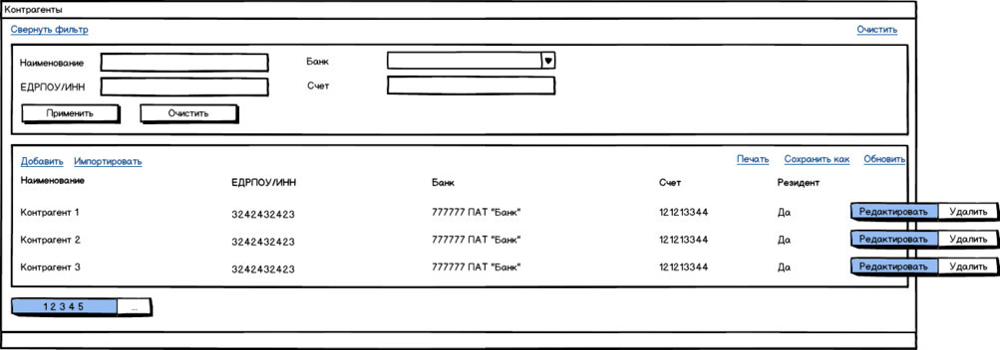 Контрагенты
Свернуть фильтр Очистить
Наименование Банк
ЕДРПОУ/ИНН Счет
Применить Очистить
Добавить Импортировать Печать Сохранить как Обновить
Наименование ЕДРПОУ/ИНН Банк Счет Резидент
Контрагент 1 3242432423 777777 ПАТ "Банк" 121213344 Да Редактировать Удалить
Контрагент 2 3242432423 777777 ПАТ "Банк" 121213344 Да Редактировать Удалить
Контрагент 3 3242432423 777777 ПАТ "Банк" 121213344 Да Редактировать Удалить
1 2 3 4 5 ...